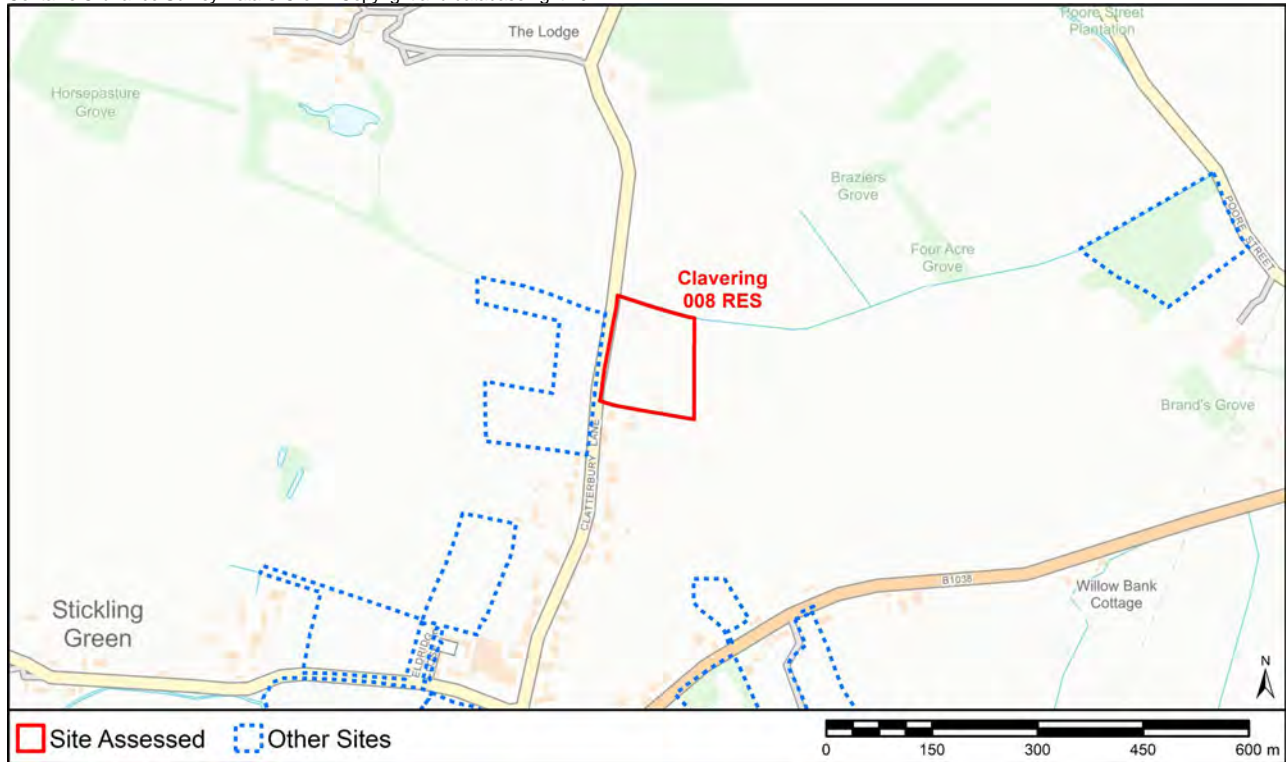 The Lodge
Poore Street
Plantation
Horsepasture
Grove
Braziers
Grove
Four Acre
Grove
POORE STREET
Clavering
008 RES
Brand's Grove
CLATTERBURY LANE
B1038
Willow Bank
Cottage
Stickling
Green
N
Site Assessed
Other Sites
0 150 300 450 600 m